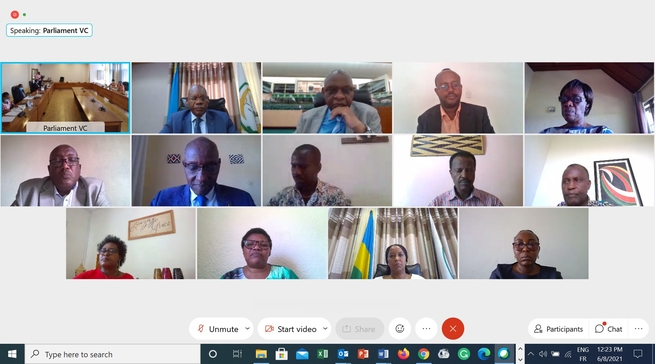 Speaking: Parliament VC
Parliament VC
Unmute
Start video
Share
Participants
Chat
Type here to search
ENG
FR
12:23 PM
6/8/2021